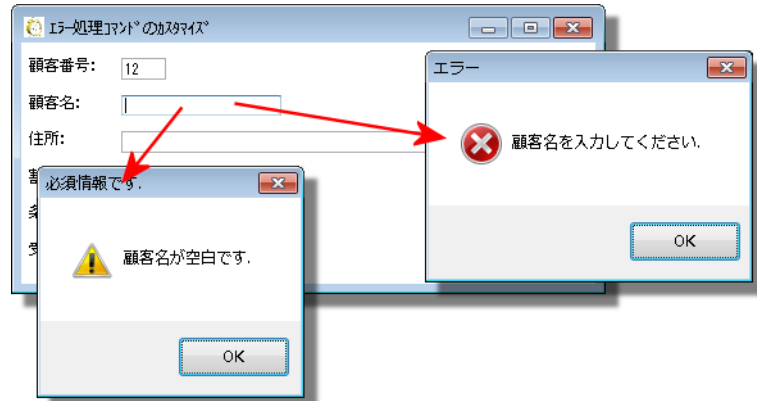 エラー処理コマンドのカスタマイズ
顧客番号:
12
顧客名:
住所:
エラー
顧客名を入力してください.
OK
必須情報です.
顧客名が空白です.
OK